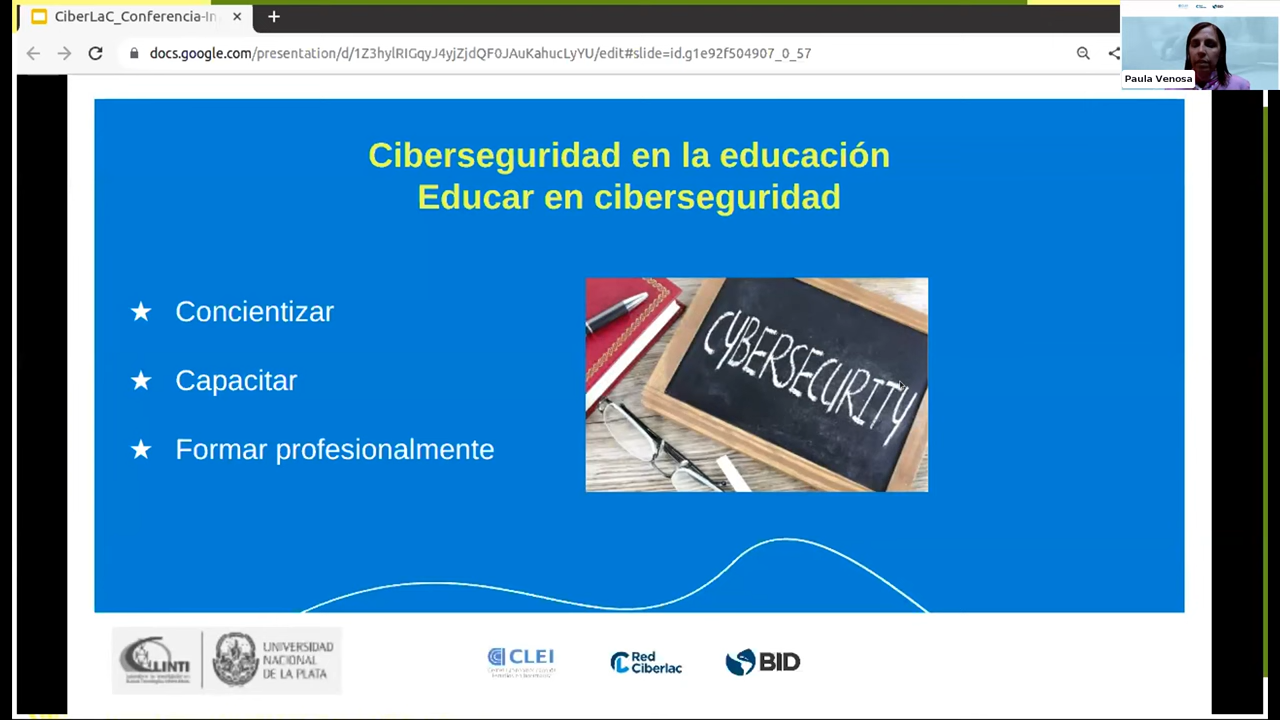 CiberLaC_Conferencia-In
docs.google.com/presentation/d/1Z3hylRIGqyJ4yjZjdQF0JAuKahucLyYU/edit#slide=id.g1e92f504907_0_57
Paula Venosa
Ciberseguridad en la educación
Educar en ciberseguridad
★ Concientizar
★ Capacitar
★ Formar profesionalmente
CYBERSECURITY
LINTI
UNIVERSIDAD
NACIONAL
DE LA PLATA
CLEI
Red
Ciberlac
BID